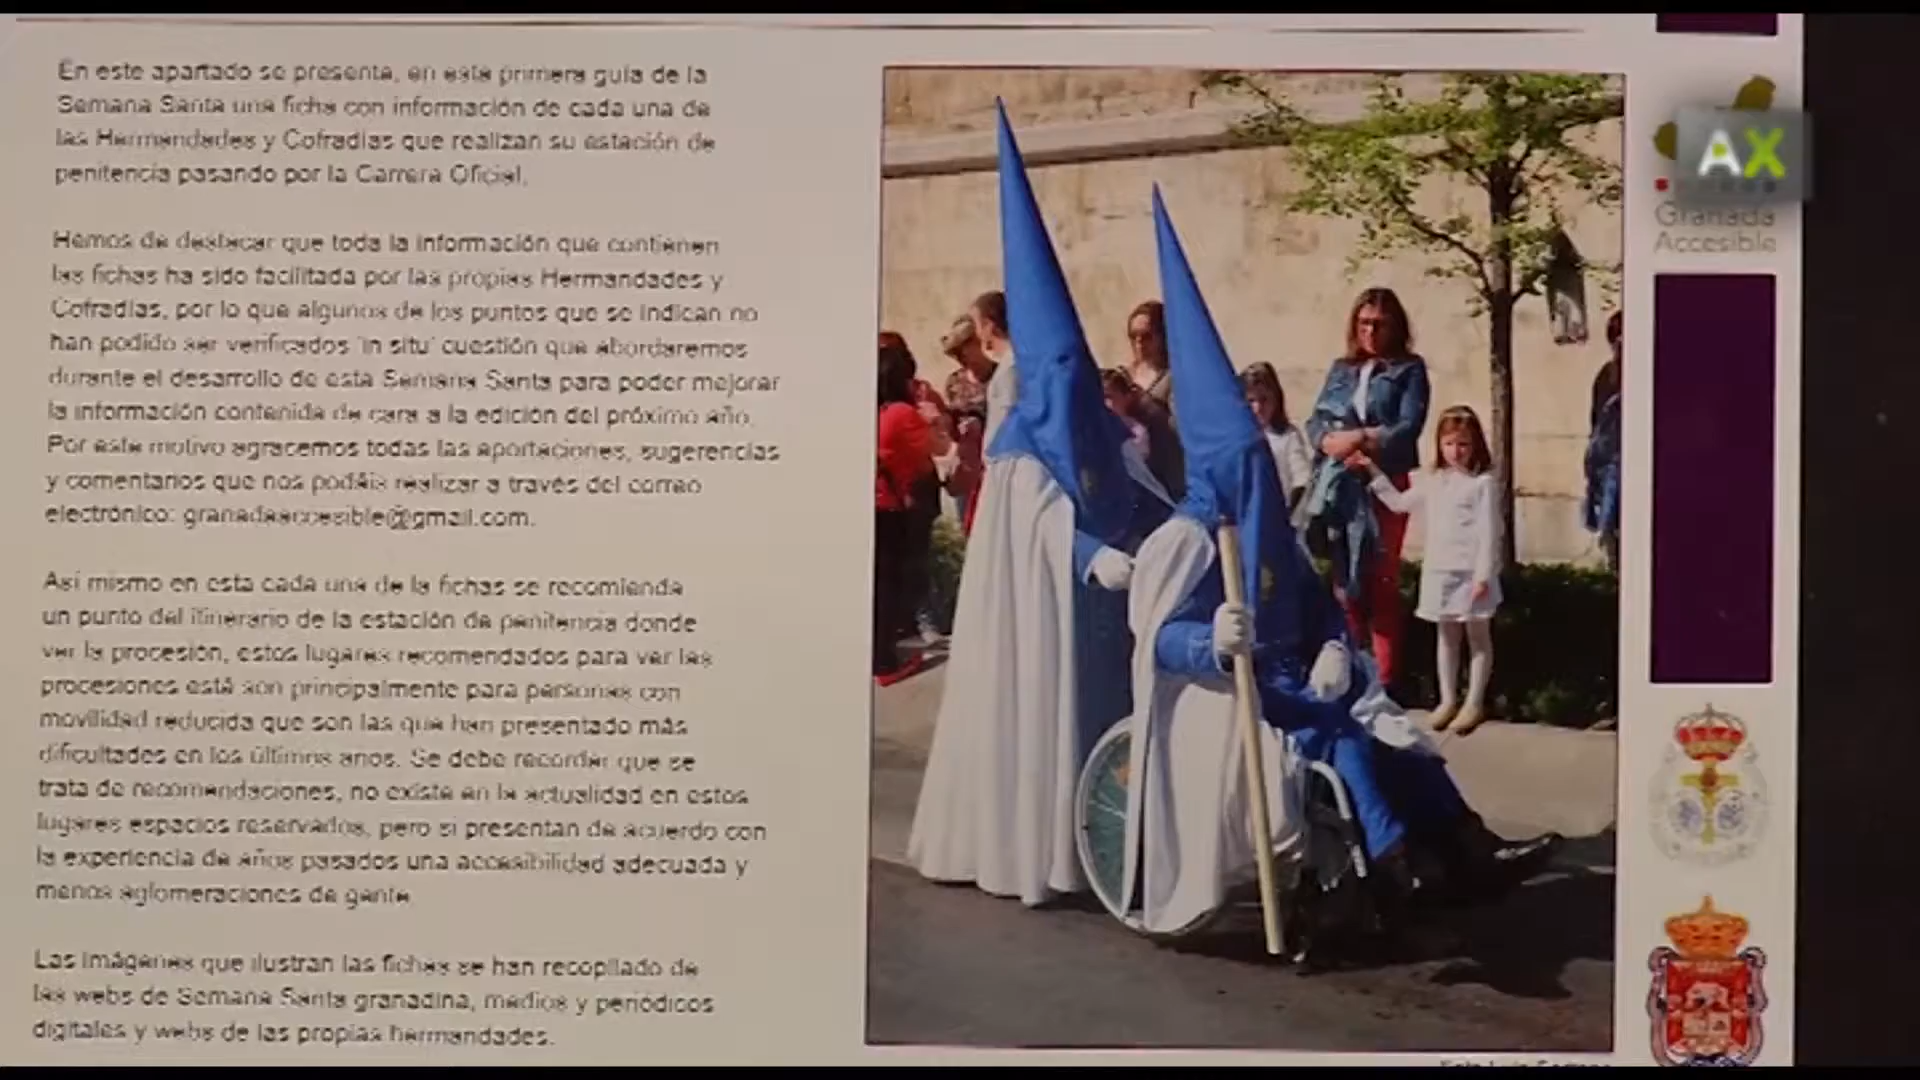 En este apartado se presenta, en esta primera guía de la
Semana Santa una ficha con información de cada una de
las Hermandades y Cofradías que realizan su estación de
penitencia pasando por la Carrera Oficial.
Hemos de destacar que toda la información que contienen
las fichas ha sido facilitada por las propias Hermandades y
Cofradías, por lo que algunos de los puntos que se indican no
han podido ser verificados 'in situ' cuestión que abordaremos
durante el desarrollo de esta Semana Santa para poder mejorar
la información contenida de cara a la edición del próximo año.
Por este motivo agracemos todas las aportaciones, sugerencias
y comentarios que nos podáis realizar a través del correo
electrónico: granadaaccesible@gmail.com.
Así mismo en esta cada una de la fichas se recomienda
un punto del itinerario de la estación de penitencia donde
ver la procesión, estos lugares recomendados para ver las
procesiones está son principalmente para personas con
movilidad reducida que son las que han presentado más
dificultades en los últimos anos. Se debe recordar que se
trata de recomendaciones, no existe en la actualidad en estos
lugares espacios reservados, pero si presentan de acuerdo con
la experiencia de años pasados una accesibilidad adecuada y
menos aglomeraciones de gente
Las imágenes que ilustran las fichas se han recopilado de
las webs de Semana Santa granadina, medios y periódicos
digitales y webs de las propias hermandades.
AX
Granada
Accesible